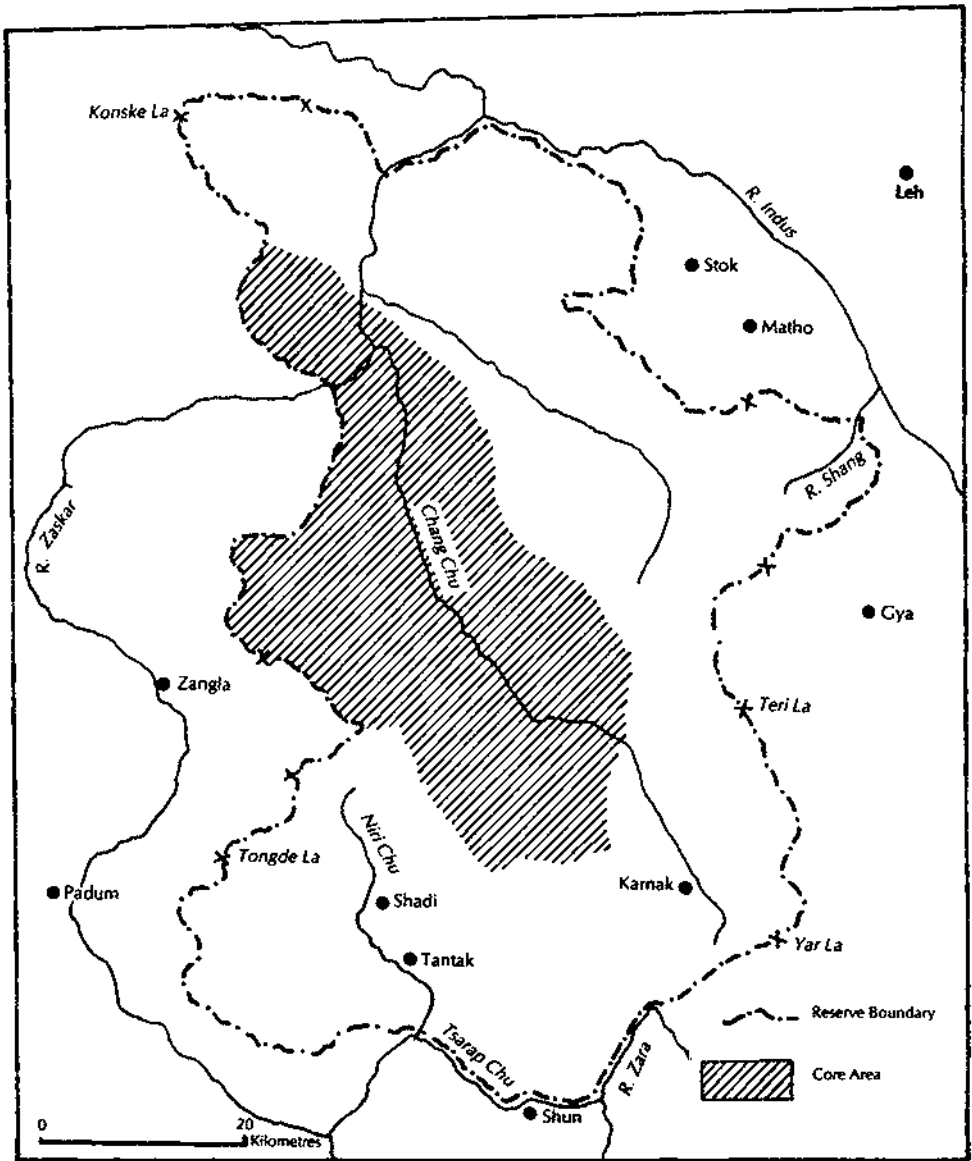 Konske La
Leh
R. Indus
Stok
Matho
R. Shang
Chang Chu
R. Zaskar
Gya
Zangla
Teri La
Niri Chu
Tongde La
Padum
Shadi
Karnak
Tantak
Yar La
Reserve Boundary
Tsarap Chu
R. Zara
Core Area
Shun
0 20
Kilometres